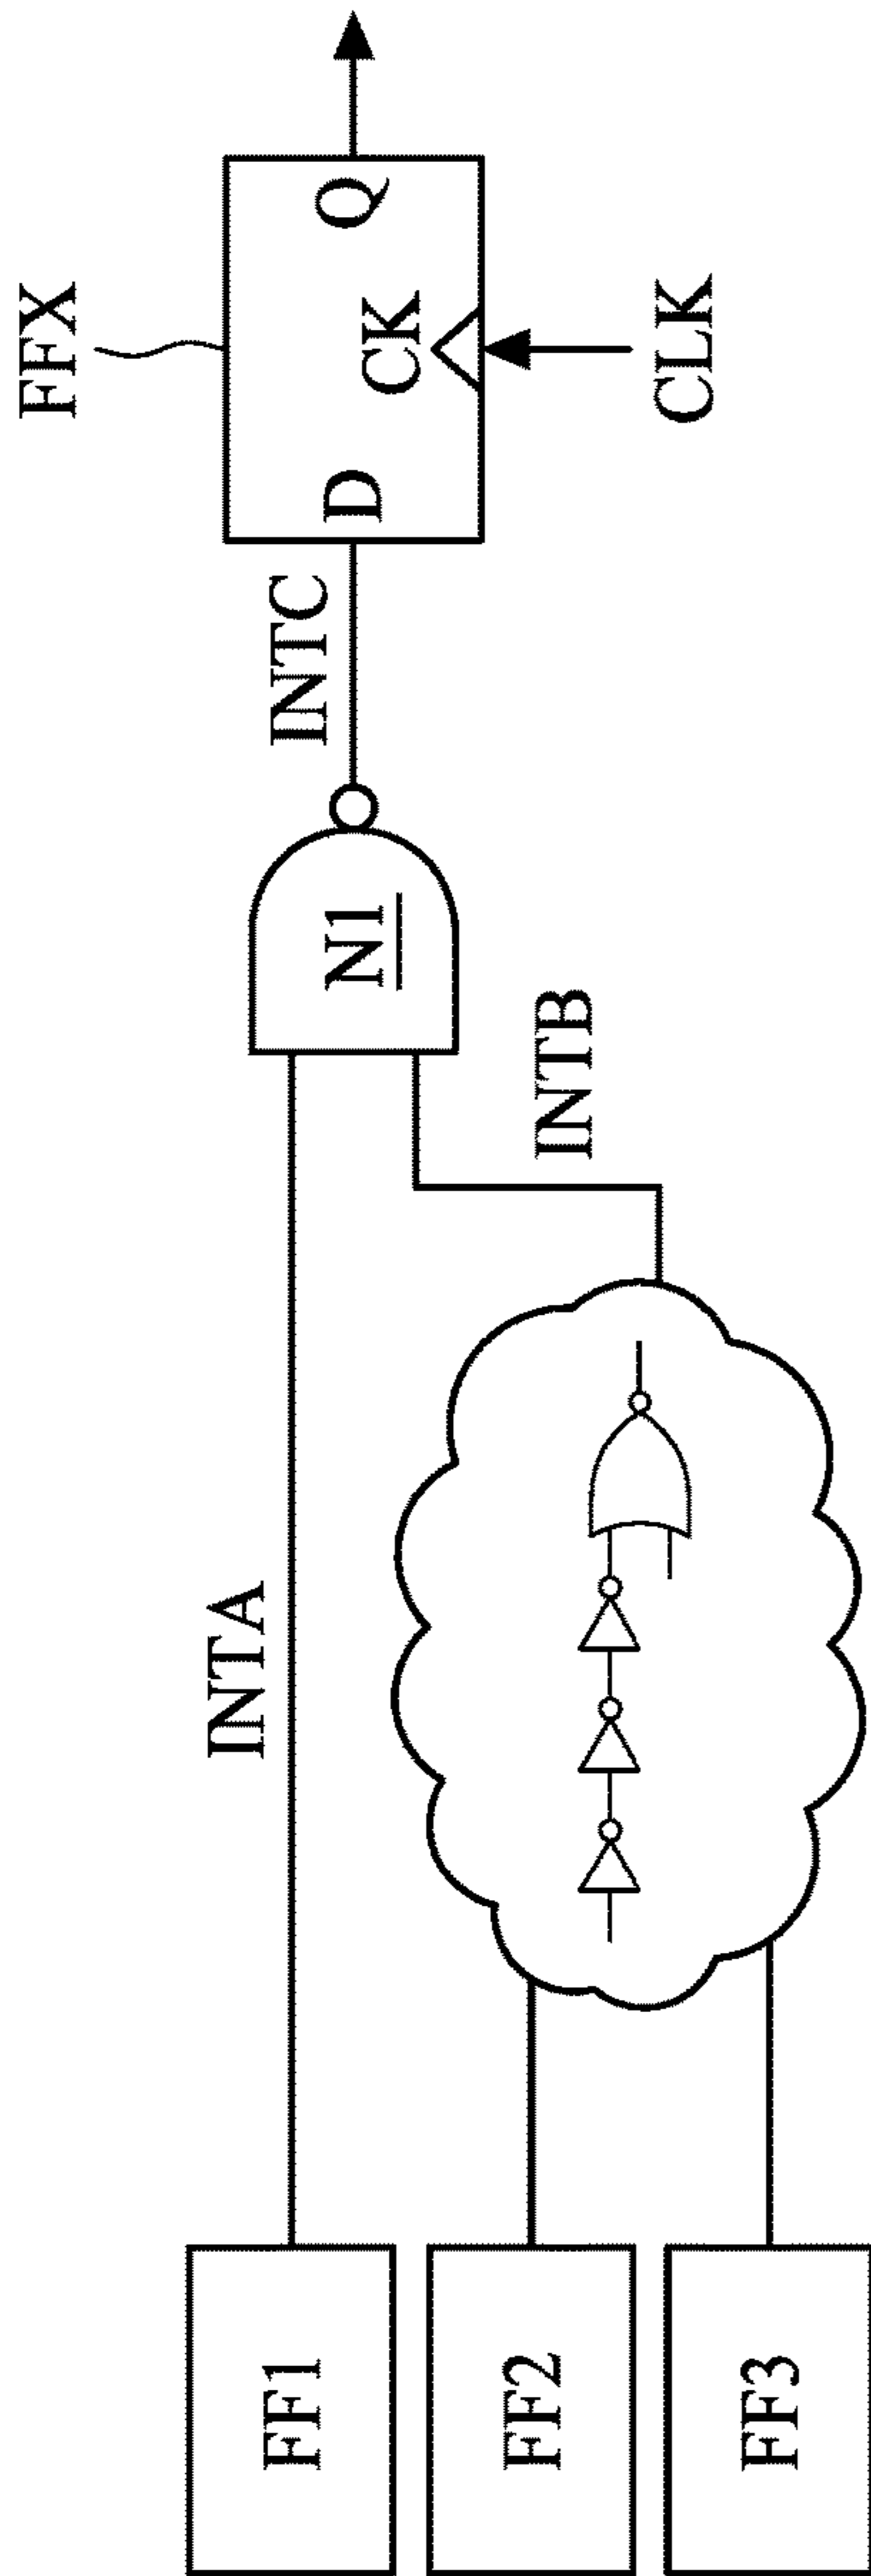 FF1
FF2
FF3
INTA
INTB
N1
INTC
FFX
D
CK
Q
CLK